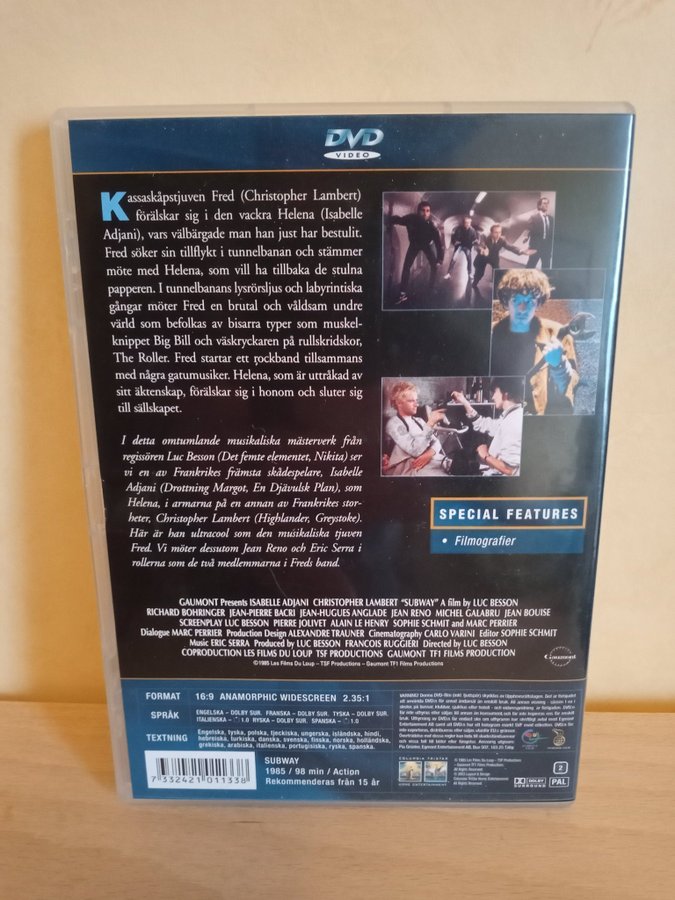 DVD
VIDEO
Kassaskåpstjuven Fred (Christopher Lambert)
förälskar sig i den vackra Helena (Isabelle
Adjani), vars välbärgade man han just har bestulit.
Fred söker sin tillflykt i tunnelbanan och stämmer
möte med Helena, som vill ha tillbaka de stulna
papperen. I tunnelbanans lysrörsljus och labyrintiska
gångar möter Fred en brutal och våldsam undre
värld som befolkas av bisarra typer som muskel-
knippet Big Bill och väskryckaren på rullskridskor,
The Roller. Fred startar ett rockband tillsammans
med några gatumusiker. Helena, som är uttråkad av
sitt äktenskap, förälskar sig i honom och sluter sig
till sällskapet.
I detta omtumlande musikaliska mästerverk från
regissören Luc Besson (Det femte elementet, Nikita) ser
vi en av Frankrikes främsta skådespelare, Isabelle
Adjani (Drottning Margot, En Djävulsk Plan), som
Helena, i armarna på en annan av Frankrikes stor-
heter, Christopher Lambert (Highlander, Greystoke).
Här är han ultracool som den musikaliska tjuven
Fred. Vi möter dessutom Jean Reno och Eric Serra i
rollerna som de två medlemmarna i Freds band.
SPECIAL FEATURES
• Filmografier
GAUMONT Presents ISABELLE ADJANI CHRISTOPHER LAMBERT "SUBWAY" A film by LUC BESSON
RICHARD BOHRINGER JEAN-PIERRE BACRI JEAN-HUGUES ANGLADE JEAN RENO MICHEL GALABRU JEAN BOUISE
SCREENPLAY LUC BESSON PIERRE JOLIVET ALAIN LE HENRY SOPHIE SCHMIT and MARC PERRIER
Dialogue MARC PERRIER Production Design ALEXANDRE TRAUNER Cinematography CARLO VARINI Editor SOPHIE SCHMIT
Music ERIC SERRA Produced by LUC BESSON FRANCOIS RUGGIERI Directed by LUC BESSON
COPRODUCTION LES FILMS DU LOUP TSF PRODUCTIONS GAUMONT TF1 FILMS PRODUCTION
©1985 Les Films Du Loup – TSF Productions – Gaumont TF1 Films Production
Gaumont
FORMAT 16:9 ANAMORPHIC WIDESCREEN 2.35:1
SPRÅK ENGELSKA - DOLBY SUR. FRANSKA - DOLBY SUR. TYSKA - DOLBY SUR.
ITALIENSKA - 1.0 RYSKA - DOLBY SUR. SPANSKA - 1.0
TEXTNING Engelska, tyska, polska, tjeckiska, ungerska, isländska, hindi,
hebreiska, turkiska, danska, svenska, finska, norska, holländska,
grekiska, arabiska, italienska, portugisiska, ryska, spanska.
7 332421 011338
SUBWAY
1985 / 98 min / Action
Rekommenderas från 15 år
COLUMBIA TRISTAR
HOME ENTERTAINMENT
DOLBY
SURROUND
2
PAL